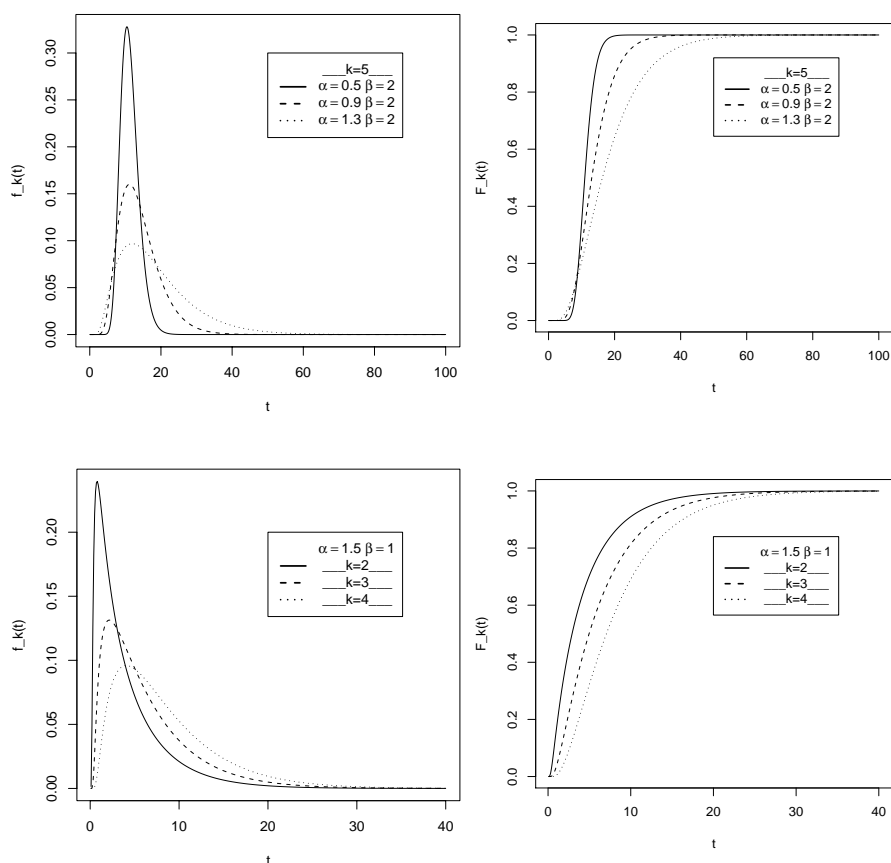 f_k(t)
0.00 0.05 0.10 0.15 0.20 0.25 0.30
___k=5___
α=0.5 β=2
α=0.9 β=2
α=1.3 β=2
0 20 40 60 80 100
t
F_k(t)
0.0 0.2 0.4 0.6 0.8 1.0
___k=5___
α=0.5 β=2
α=0.9 β=2
α=1.3 β=2
0 20 40 60 80 100
t
f_k(t)
0.00 0.05 0.10 0.15 0.20
α=1.5 β=1
___k=2___
___k=3___
___k=4___
0 10 20 30 40
t
F_k(t)
0.0 0.2 0.4 0.6 0.8 1.0
α=1.5 β=1
___k=2___
___k=3___
___k=4___
0 10 20 30 40
t